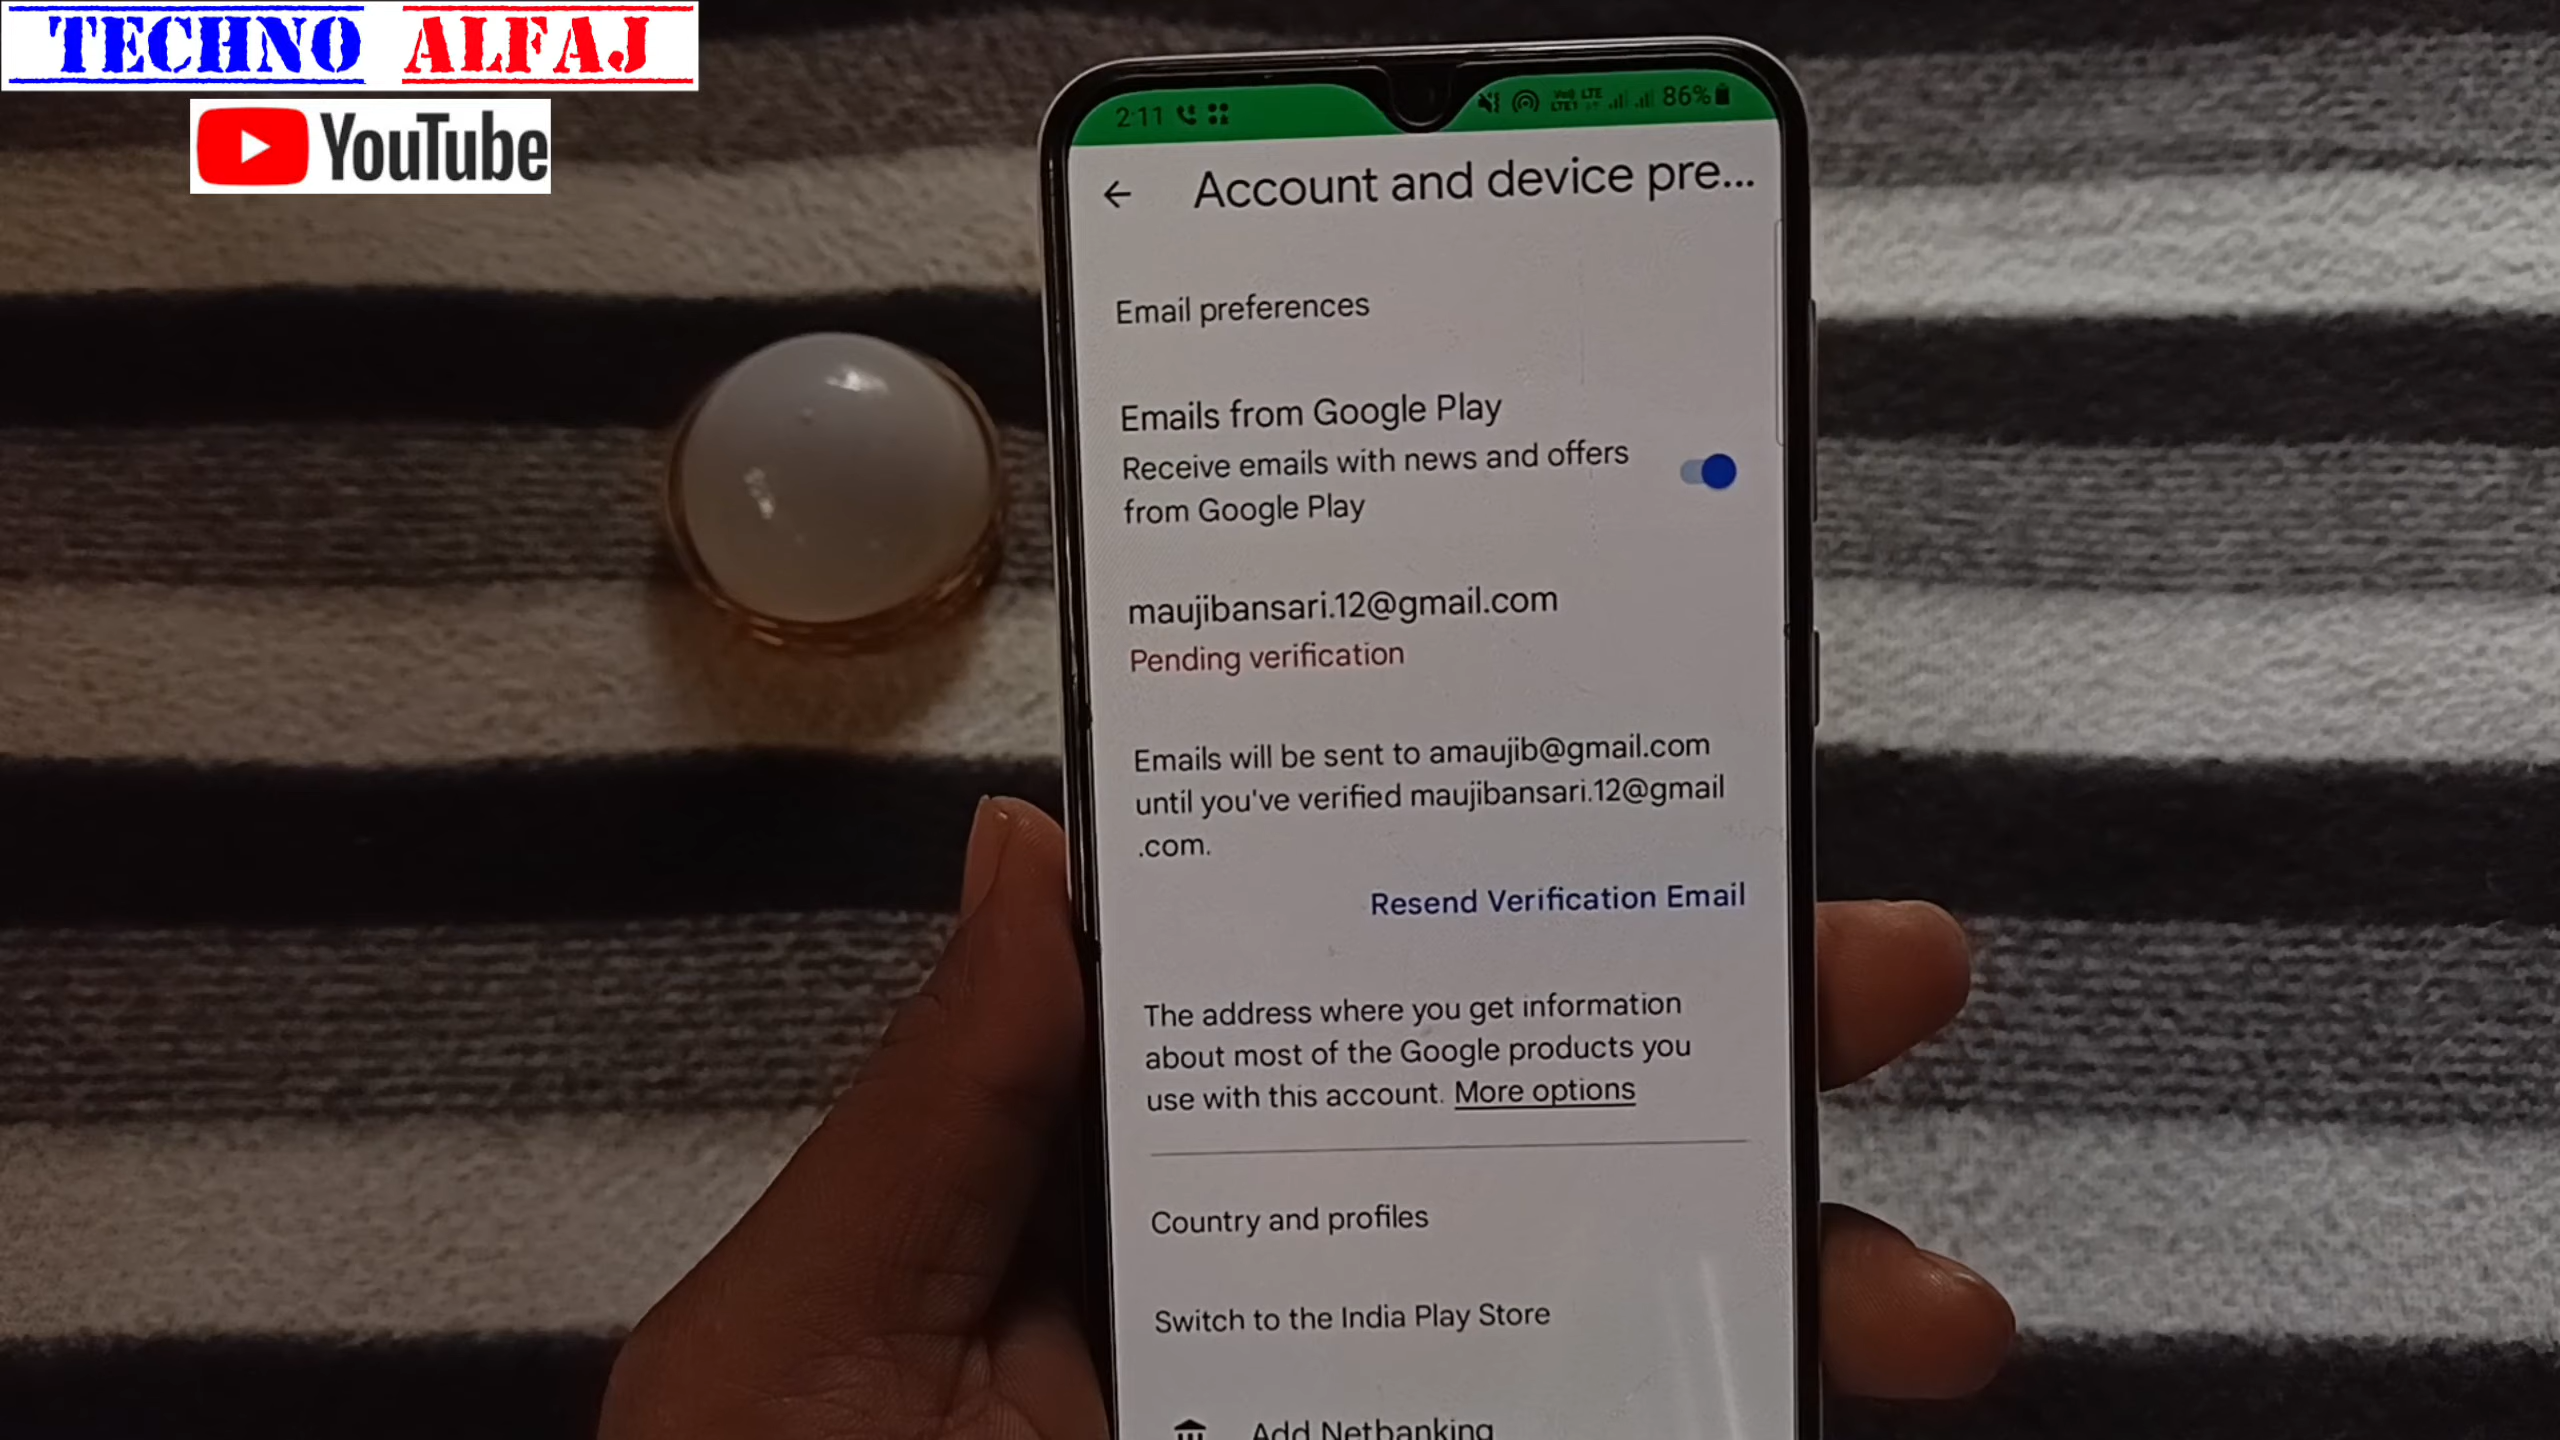 TECHNO ALFAJ
YouTube
2:11
86%
Account and device pre...
Email preferences
Emails from Google Play
Receive emails with news and offers
from Google Play
maujibansari.12@gmail.com
Pending verification
Emails will be sent to amaujib@gmail.com
until you've verified maujibansari.12@gmail
.com.
Resend Verification Email
The address where you get information
about most of the Google products you
use with this account. More options
Country and profiles
Switch to the India Play Store
Add Netbanking